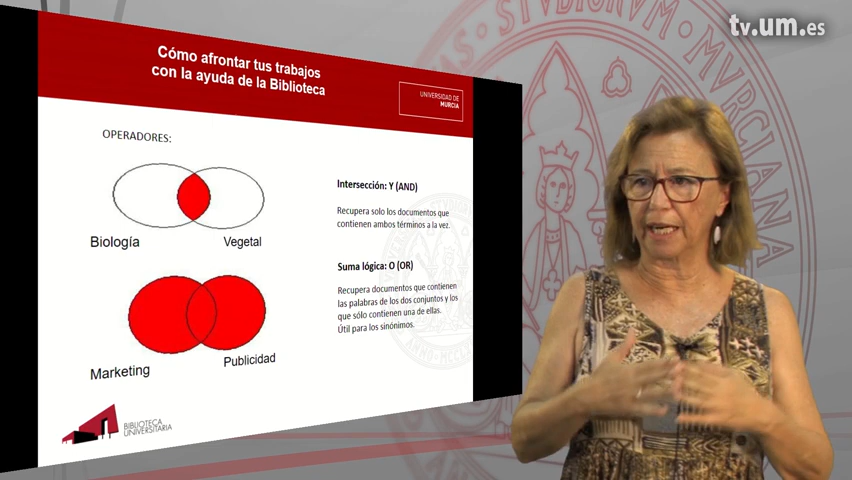 tv.um.es
Cómo afrontar tus trabajos
con la ayuda de la Biblioteca
UNIVERSIDAD DE
MURCIA
OPERADORES:
Biología
Vegetal
Intersección: Y (AND)
Recupera solo los documentos que
contienen ambos términos a la vez.
Suma lógica: O (OR)
Recupera documentos que contienen
las palabras de los dos conjuntos y los
que sólo contienen una de ellas.
Útil para los sinónimos.
Marketing
Publicidad
BIBLIOTECA
UNIVERSITARIA